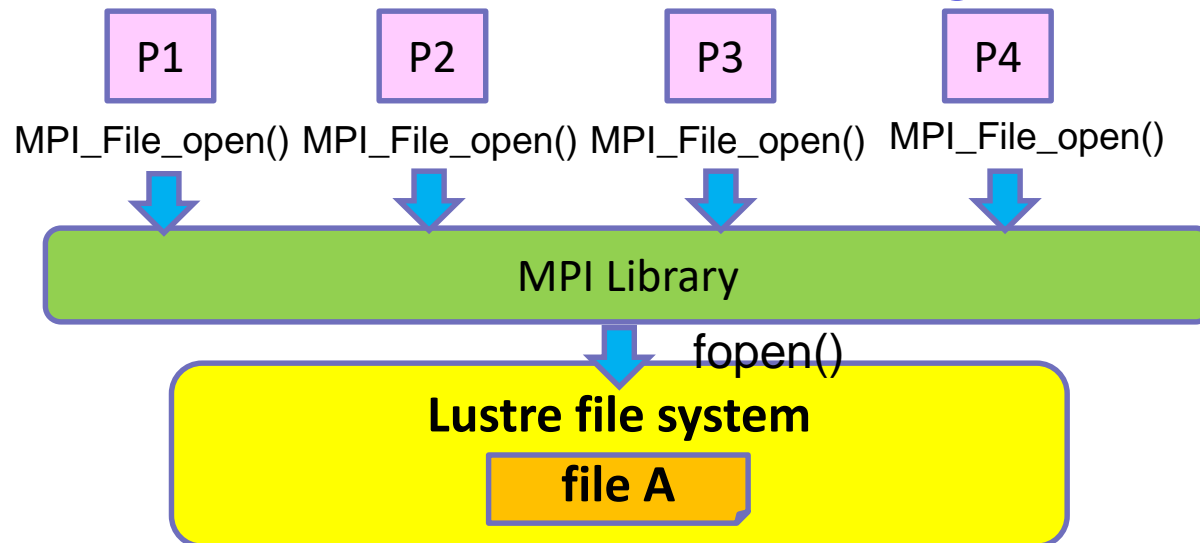 P1 P2 P3 P4
MPI_File_open() MPI_File_open() MPI_File_open() MPI_File_open()
MPI Library
fopen()
Lustre file system
file A